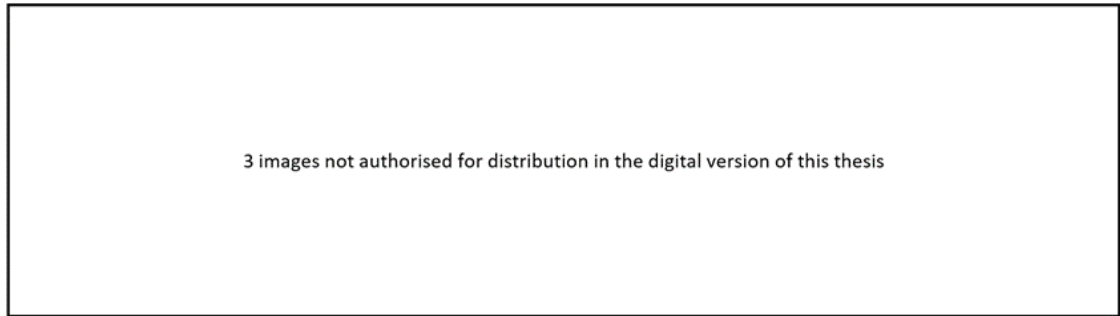 3 images not authorised for distribution in the digital version of this thesis